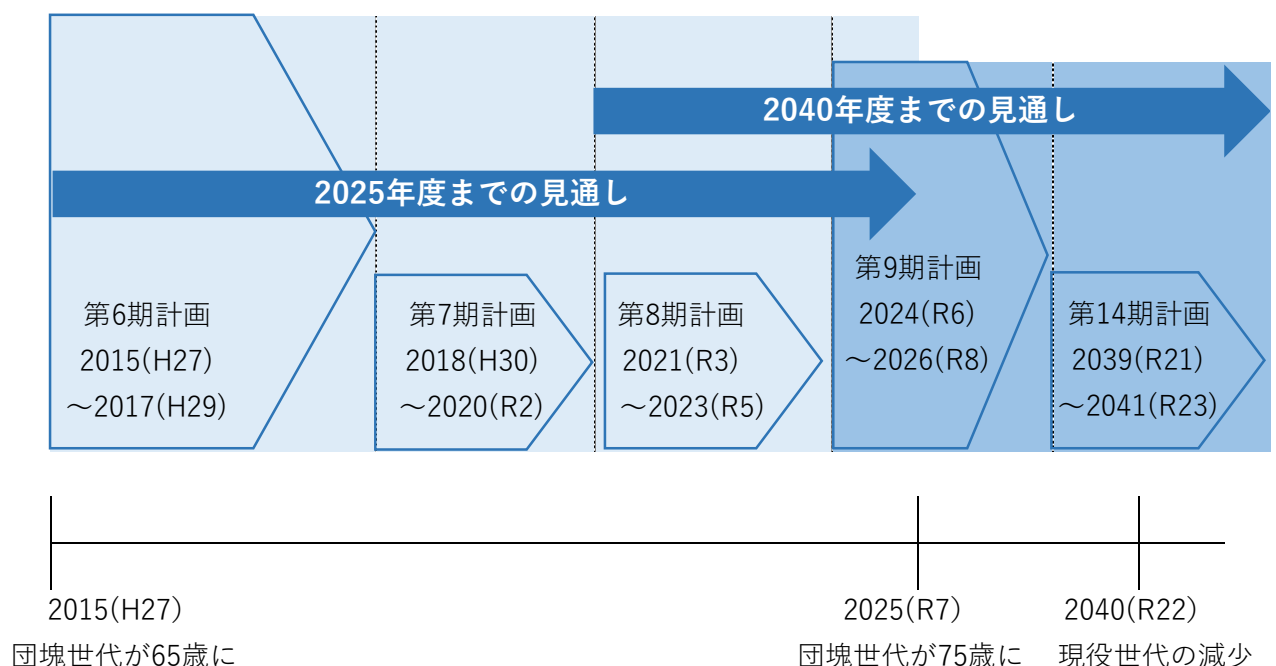 2040年度までの見通し
2025年度までの見通し
第6期計画
2015(H27)
～2017(H29)
第7期計画
2018(H30)
～2020(R2)
第8期計画
2021(R3)
～2023(R5)
第9期計画
2024(R6)
～2026(R8)
第14期計画
2039(R21)
～2041(R23)
2015(H27)
団塊世代が65歳に
2025(R7)
団塊世代が75歳に
2040(R22)
現役世代の減少